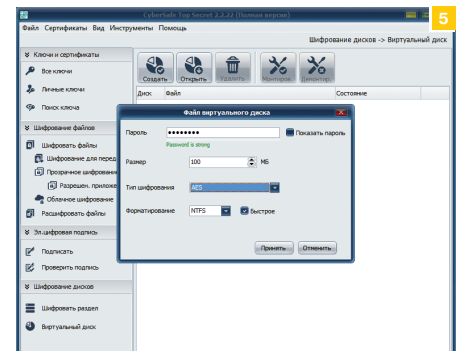 CyberSafe Top Secret 2.2.22 (Полная версия)
5
Файл Сертификаты Вид Инструменты Помощь
Шифрование дисков -> Виртуальный диск
Ключи и сертификаты
Все ключи
Личные ключи
Поиск ключа
Шифрование файлов
Шифровать файлы
Шифрование для перед
Прозрачное шифровани
Разрешен. приложе
Облачное шифрование
Расшифровать файлы
Эл.цифровая подпись
Подписать
Проверить подпись
Шифрование дисков
Шифровать раздел
Виртуальный диск
Создать Открыть Удалить Монтиров. Демонтир.
Диск Файл Состояние
Файл виртуального диска
Пароль ●●●●●●●● Показать пароль
Password is strong
Размер 100 Мб
Тип шифрования AES
Форматирование NTFS Быстрое
Принять Отменить